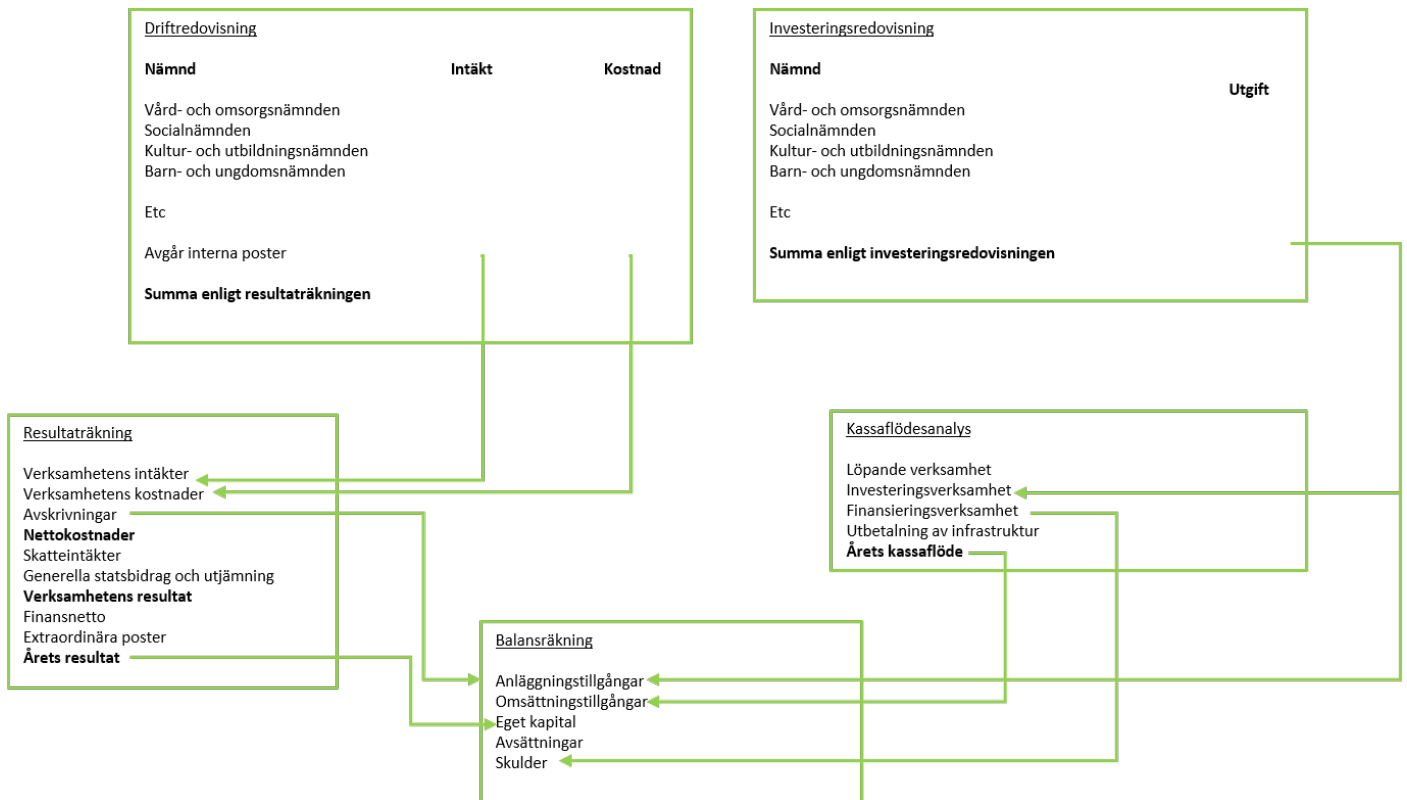 Driftredovisning
Nämnd Intäkt Kostnad
Vård- och omsorgsnämnden
Socialnämnden
Kultur- och utbildningsnämnden
Barn- och ungdomsnämnden
Etc
Avgår interna poster
Summa enligt resultaträkningen
Investeringsredovisning
Nämnd
Utgift
Vård- och omsorgsnämnden
Socialnämnden
Kultur- och utbildningsnämnden
Barn- och ungdomsnämnden
Etc
Summa enligt investeringsredovisningen
Resultaträkning
Verksamhetens intäkter
Verksamhetens kostnader
Avskrivningar
Nettokostnader
Skatteintäkter
Generella statsbidrag och utjämning
Verksamhetens resultat
Finansnetto
Extraordinära poster
Årets resultat
Kassaflödesanalys
Löpande verksamhet
Investeringsverksamhet
Finansieringsverksamhet
Utbetalning av infrastruktur
Årets kassaflöde
Balansräkning
Anläggningstillgångar
Omsättningstillgångar
Eget kapital
Avsättningar
Skulder